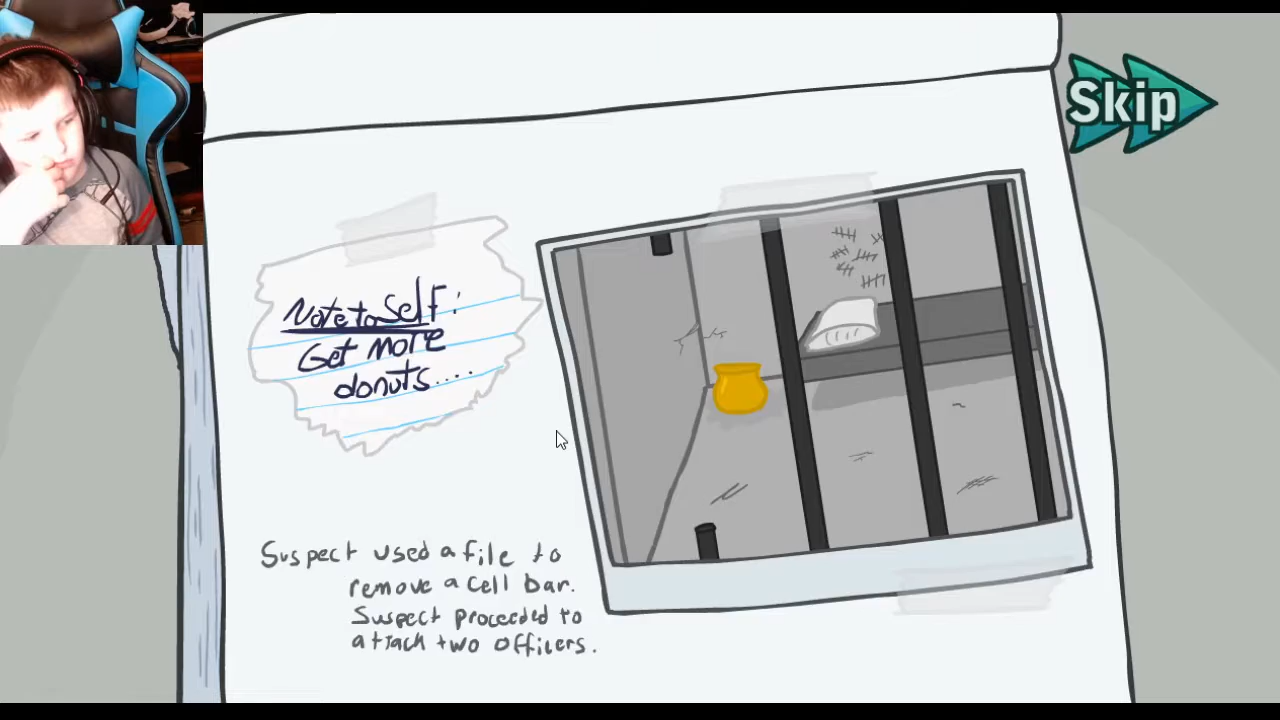 Skip
Note to Self:
Get more
donuts....
Suspect used a file to
remove a cell bar.
Suspect proceeded to
attack two officers.